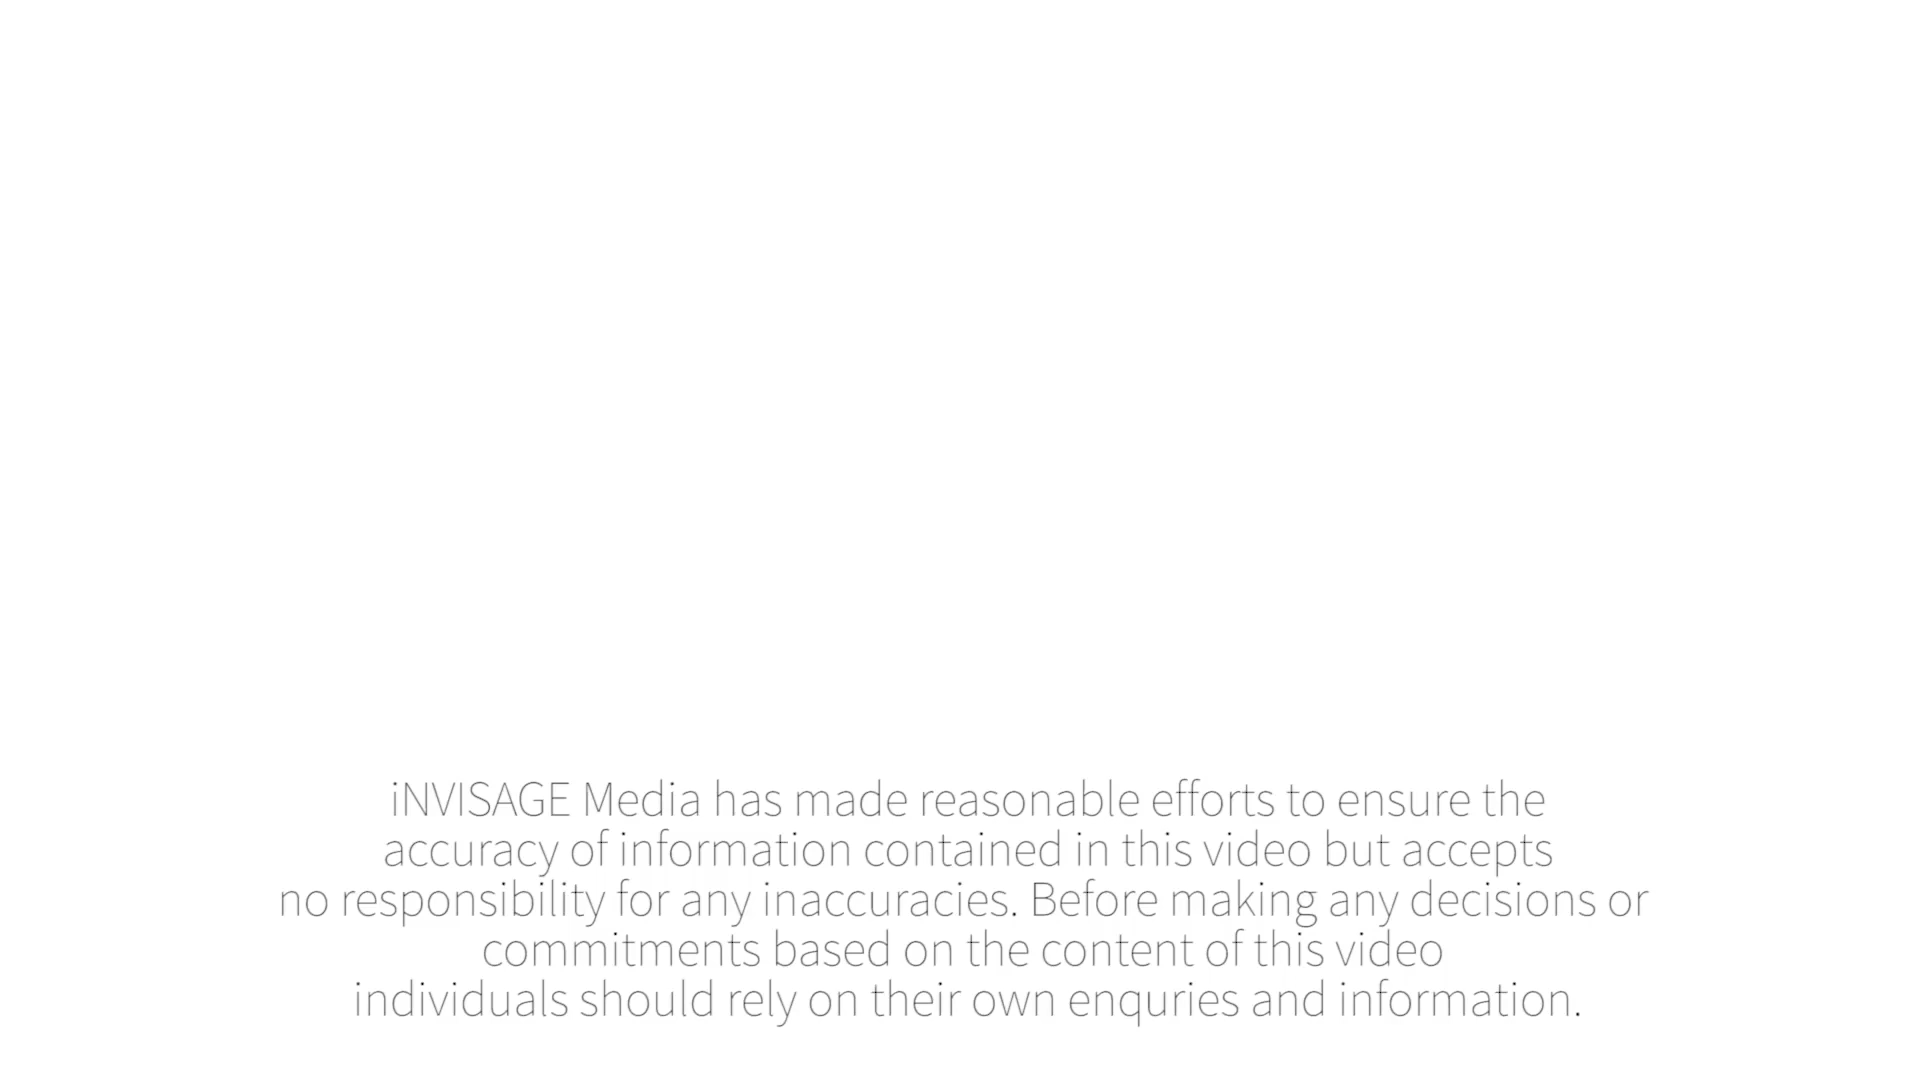 iNVISAGE Media has made reasonable efforts to ensure the
accuracy of information contained in this video but accepts
no responsibility for any inaccuracies. Before making any decisions or
commitments based on the content of this video
individuals should rely on their own enquries and information.